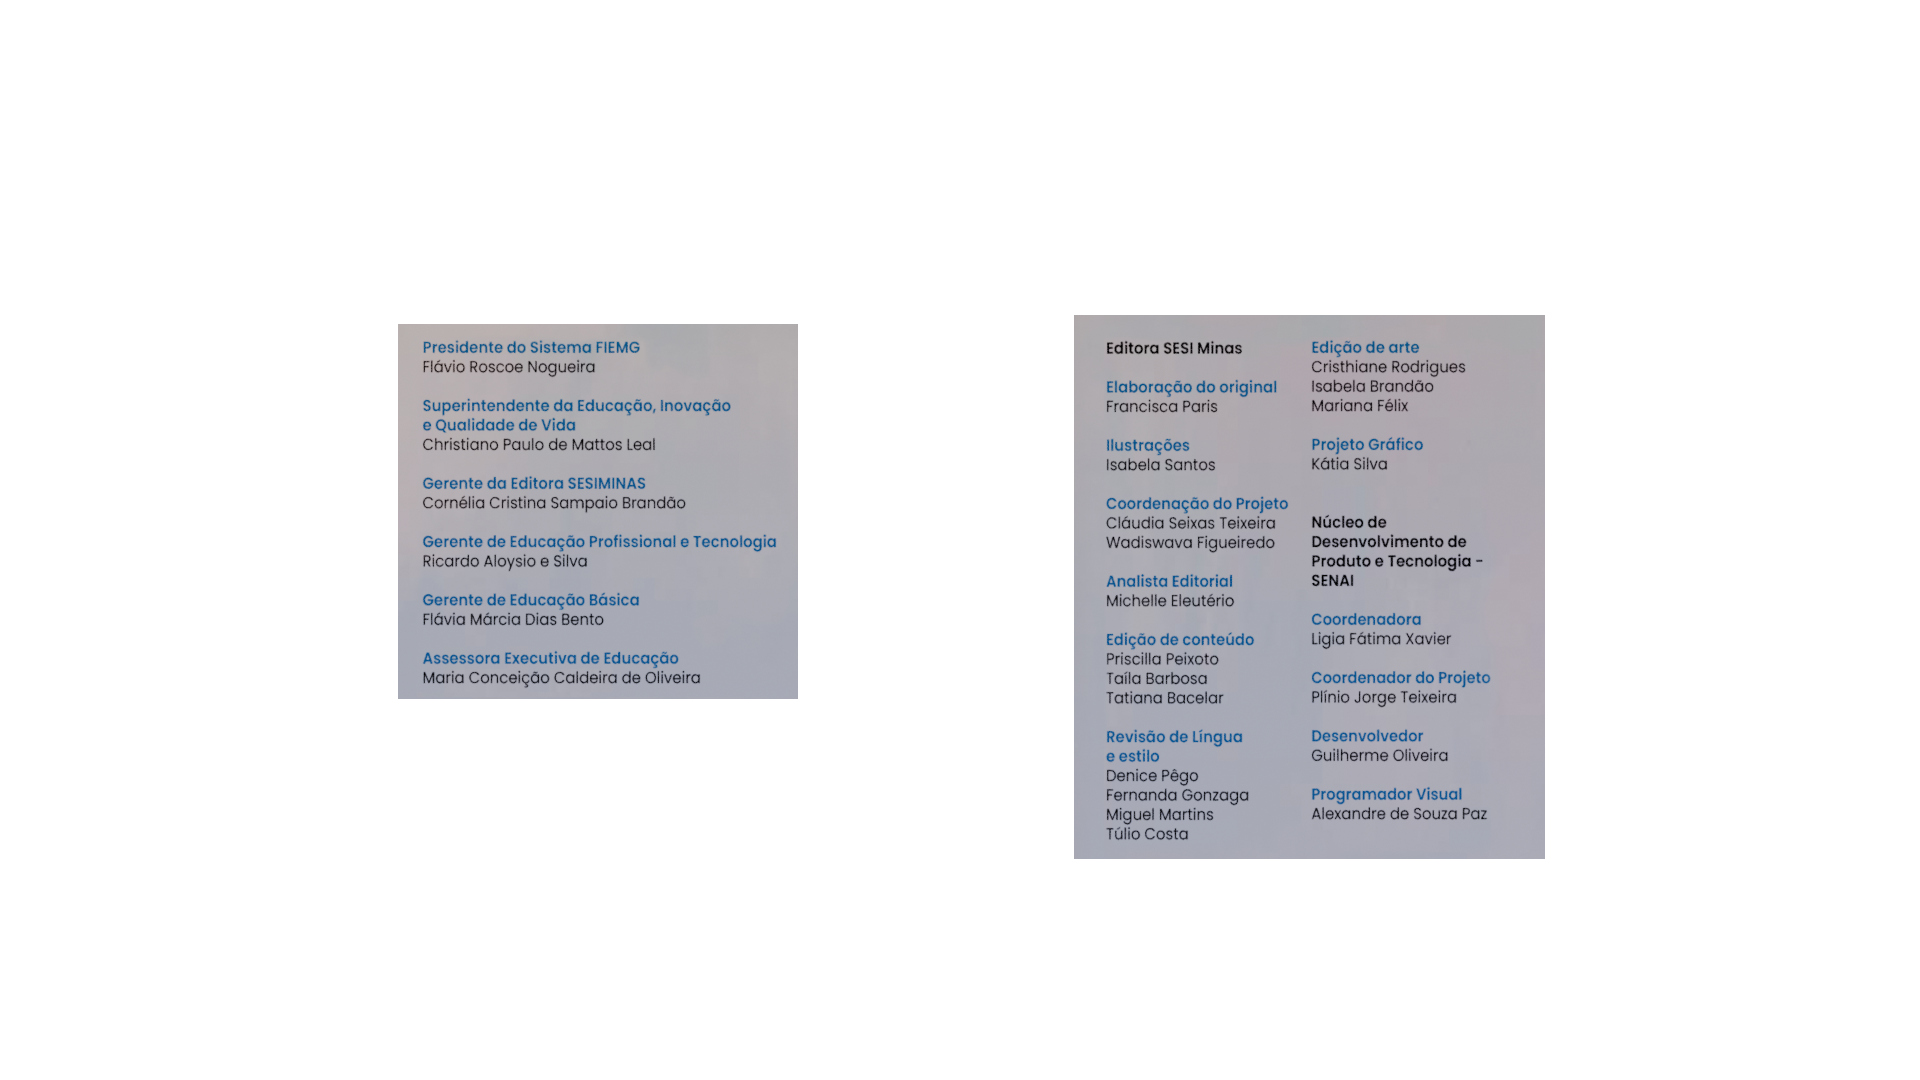 Presidente do Sistema FIEMG
Flávio Roscoe Nogueira
Superintendente da Educação, Inovação
e Qualidade de Vida
Christiano Paulo de Mattos Leal
Gerente da Editora SESIMINAS
Cornélia Cristina Sampaio Brandão
Gerente de Educação Profissional e Tecnologia
Ricardo Aloysio e Silva
Gerente de Educação Básica
Flávia Márcia Dias Bento
Assessora Executiva de Educação
Maria Conceição Caldeira de Oliveira
Editora SESI Minas
Elaboração do original
Francisca Paris
Ilustrações
Isabela Santos
Coordenação do Projeto
Cláudia Seixas Teixeira
Wadiswava Figueiredo
Analista Editorial
Michelle Eleutério
Edição de conteúdo
Priscilla Peixoto
Taíla Barbosa
Tatiana Bacelar
Revisão de Língua
e estilo
Denice Pêgo
Fernanda Gonzaga
Miguel Martins
Túlio Costa
Edição de arte
Cristhiane Rodrigues
Isabela Brandão
Mariana Félix
Projeto Gráfico
Kátia Silva
Núcleo de
Desenvolvimento de
Produto e Tecnologia -
SENAI
Coordenadora
Ligia Fátima Xavier
Coordenador do Projeto
Plínio Jorge Teixeira
Desenvolvedor
Guilherme Oliveira
Programador Visual
Alexandre de Souza Paz